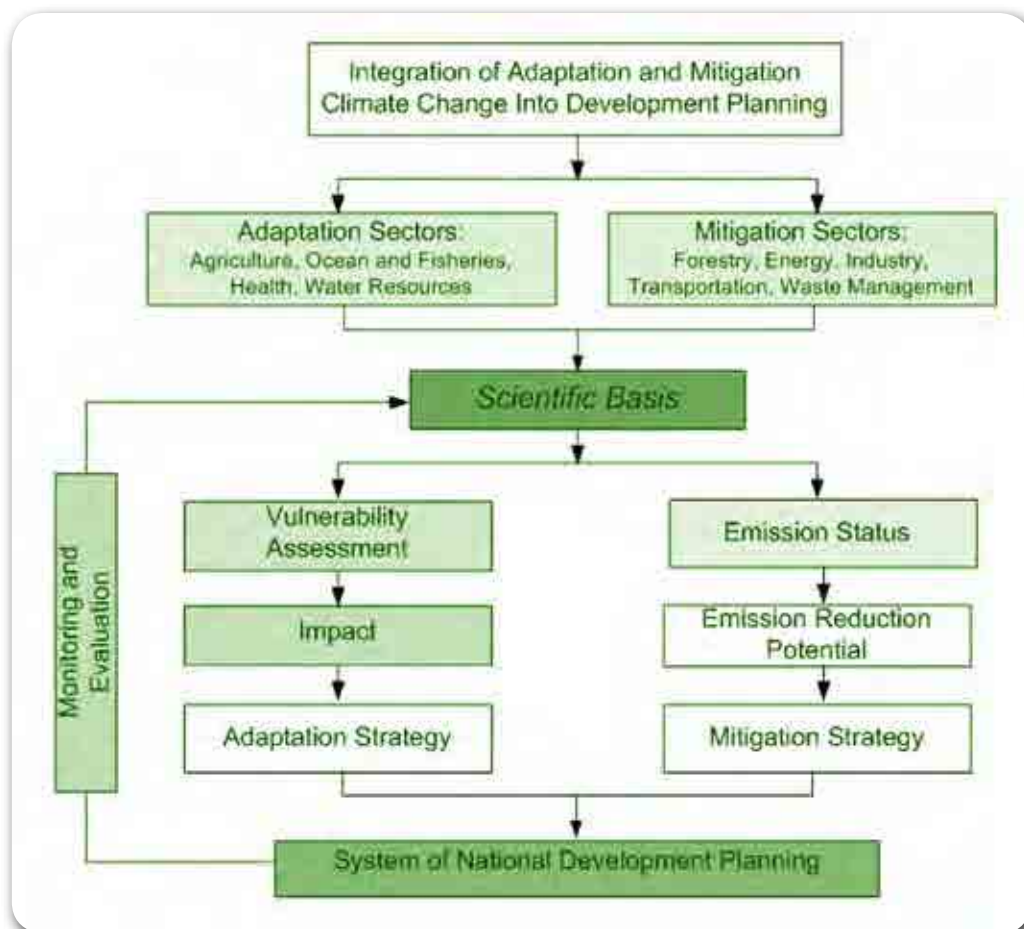 Integration of Adaptation and Mitigation
Climate Change Into Development Planning
Adaptation Sectors:
Agriculture, Ocean and Fisheries,
Health, Water Resources
Mitigation Sectors:
Forestry, Energy, Industry,
Transportation, Waste Management
Scientific Basis
Monitoring and
Evaluation
Vulnerability
Assessment
Emission Status
Impact
Emission Reduction
Potential
Adaptation Strategy
Mitigation Strategy
System of National Development Planning